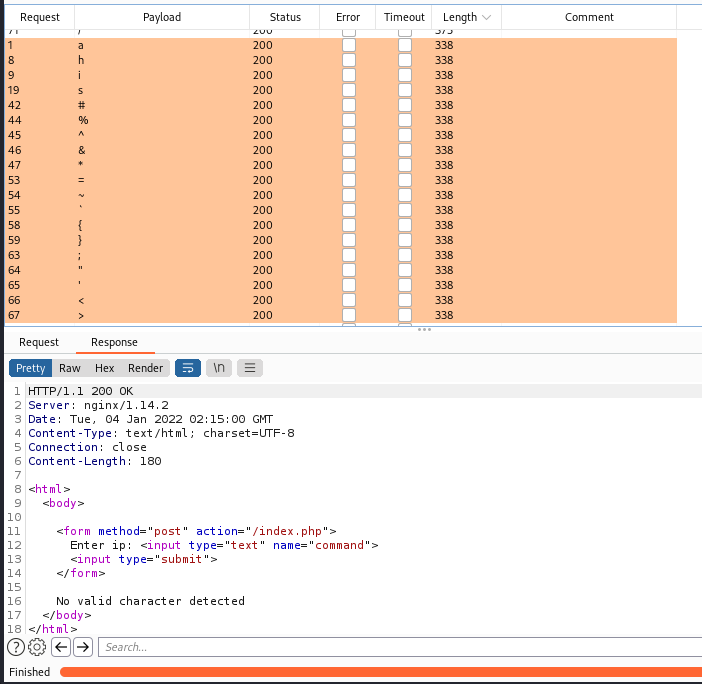 Request Payload Status Error Timeout Length Comment
71 / 200 375
1 a 200 338
8 h 200 338
9 i 200 338
19 s 200 338
42 # 200 338
44 % 200 338
45 ^ 200 338
46 & 200 338
47 * 200 338
53 = 200 338
54 ~ 200 338
55 ` 200 338
58 { 200 338
59 } 200 338
63 ; 200 338
64 " 200 338
65 ' 200 338
66 < 200 338
67 > 200 338
Request Response
Pretty Raw Hex Render \n
1 HTTP/1.1 200 OK
2 Server: nginx/1.14.2
3 Date: Tue, 04 Jan 2022 02:15:00 GMT
4 Content-Type: text/html; charset=UTF-8
5 Connection: close
6 Content-Length: 180
7
8 <html>
9 <body>
10
11 <form method="post" action="/index.php">
12 Enter ip: <input type="text" name="command">
13 <input type="submit">
14 </form>
15
16 No valid character detected
17 </body>
18 </html>
? Search...
Finished